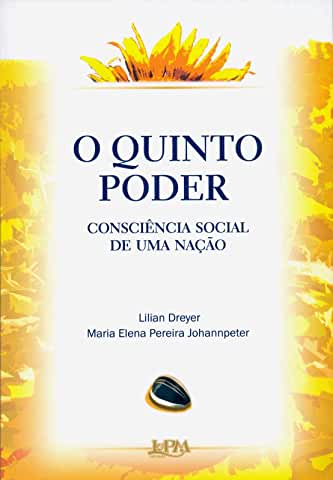 O QUINTO
PODER
CONSCIÊNCIA SOCIAL
DE UMA NAÇÃO
Lilian Dreyer
Maria Elena Pereira Johannpeter
L&PM